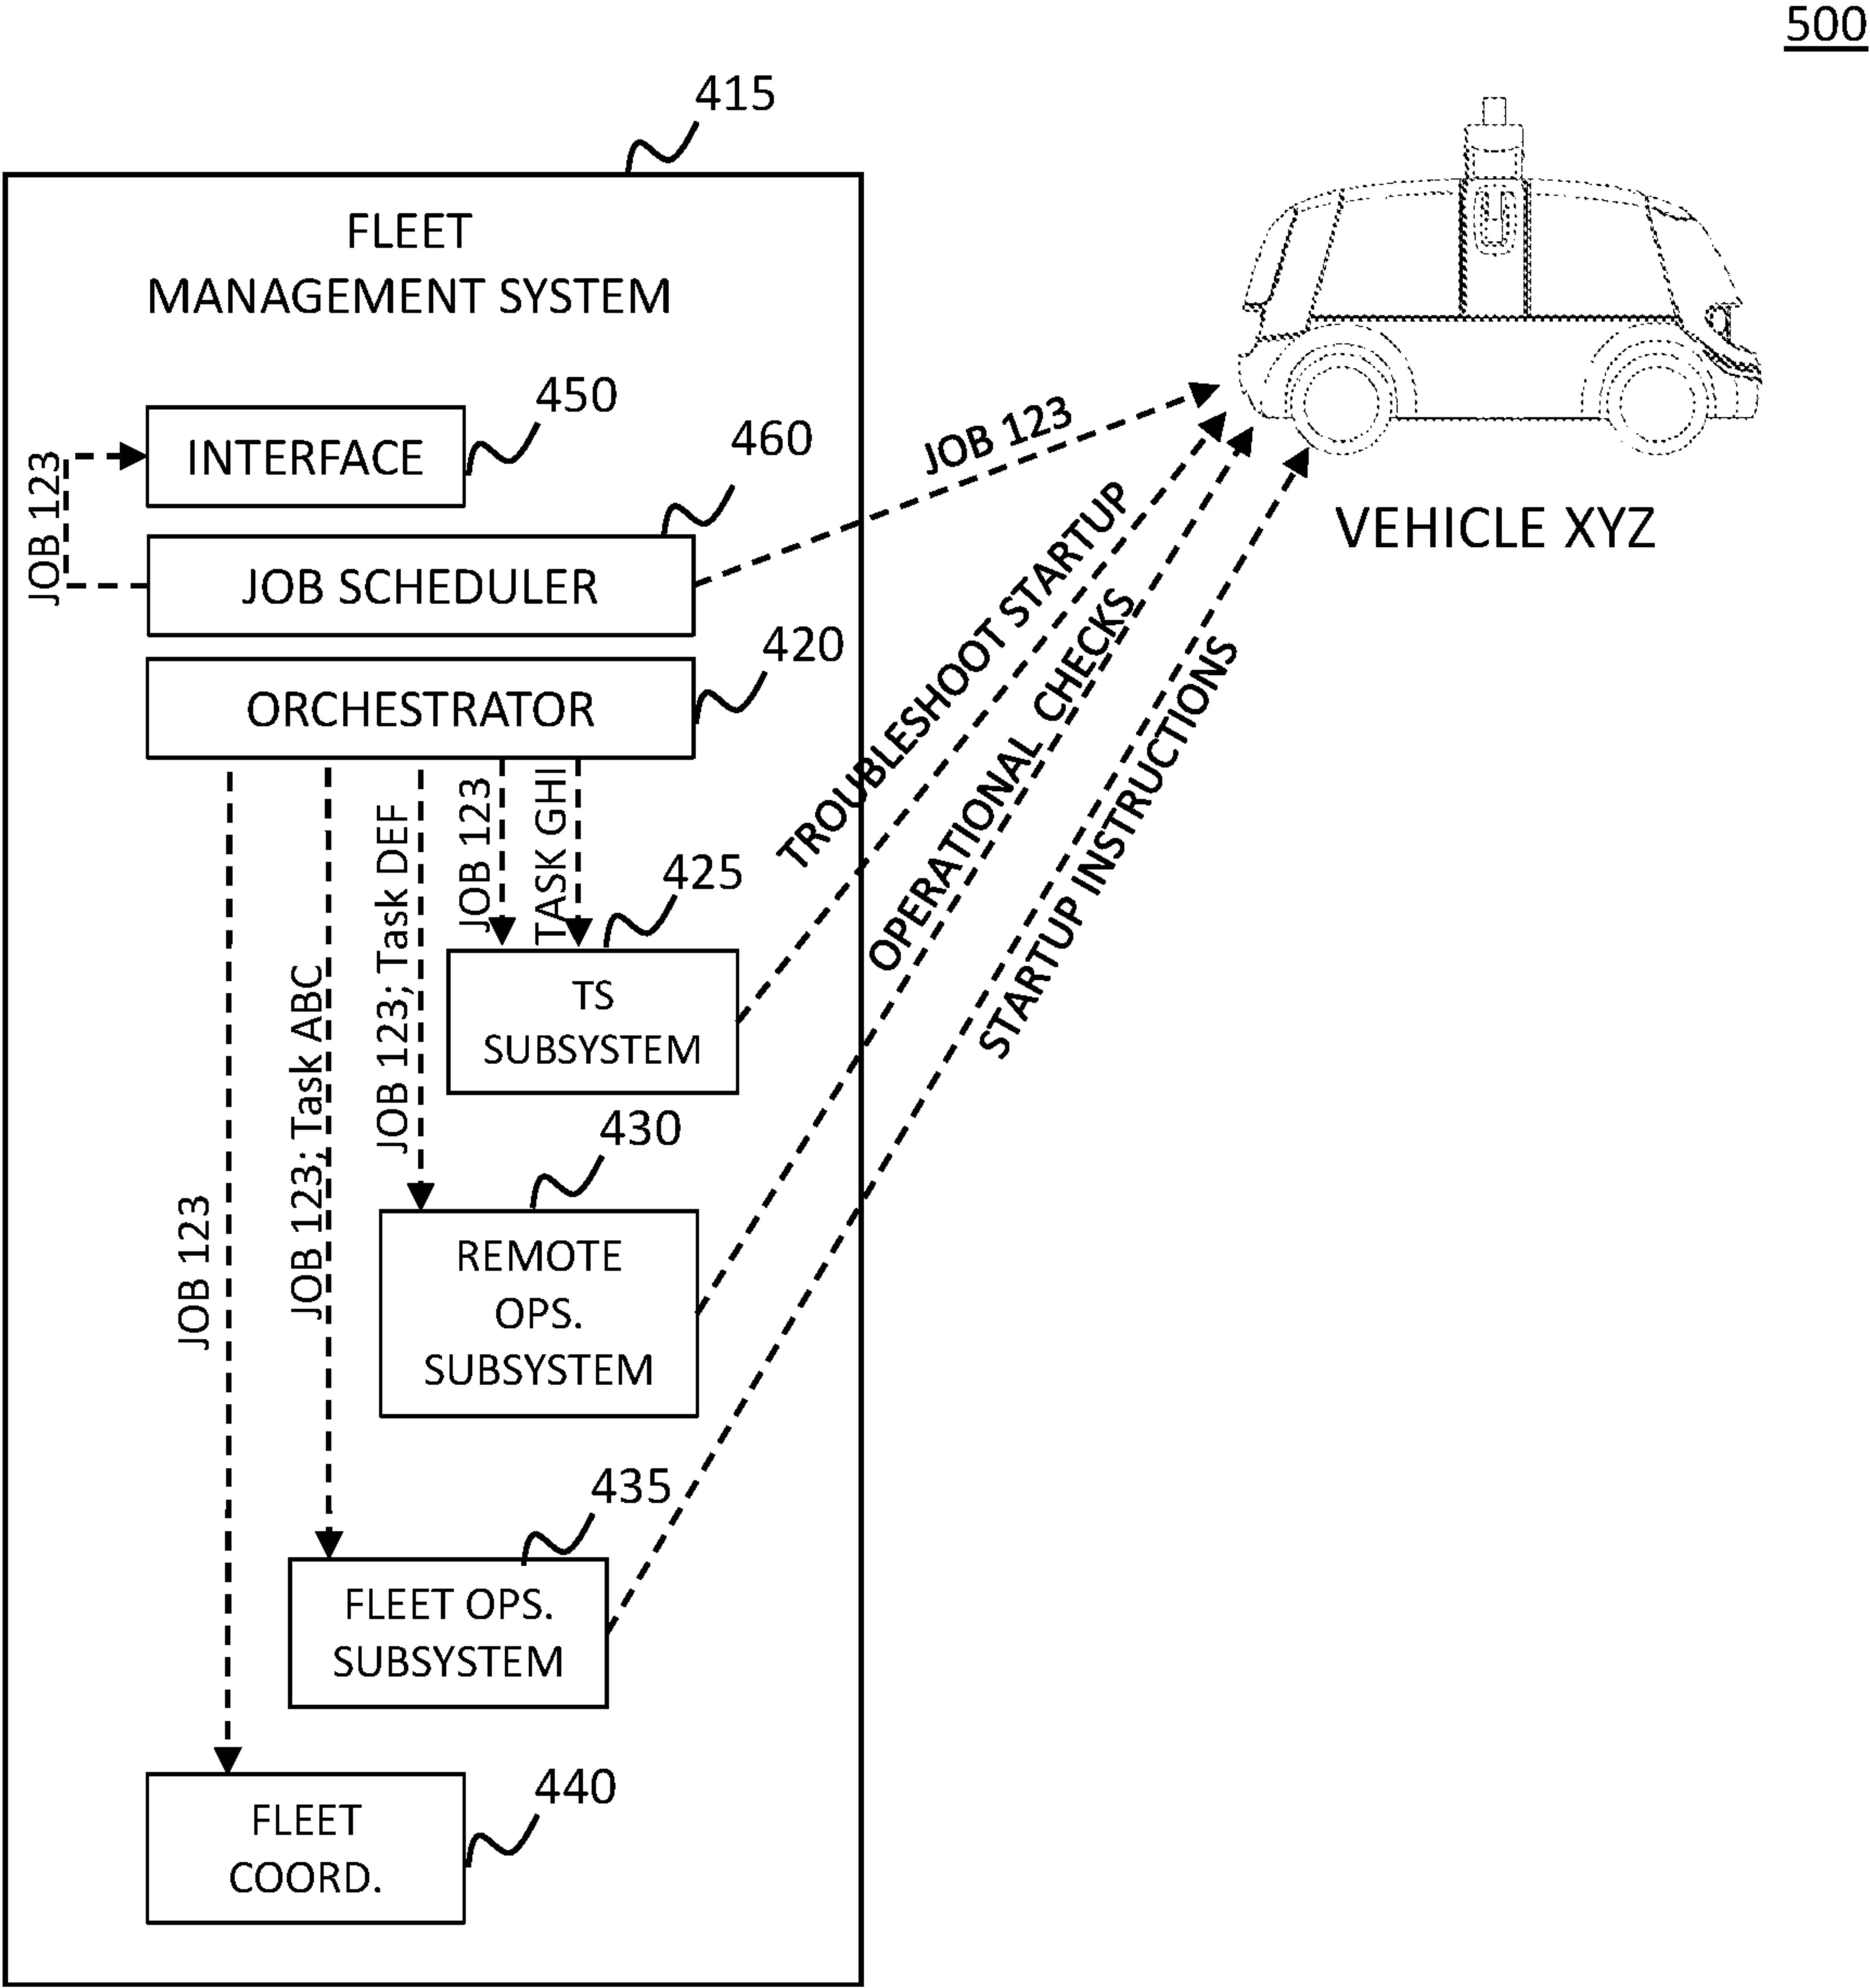 500
415
FLEET
MANAGEMENT SYSTEM
450
INTERFACE
JOB 123
460
JOB SCHEDULER
JOB 123
VEHICLE XYZ
420
ORCHESTRATOR
JOB 123
JOB 123; Task ABC
JOB 123; Task DEF
JOB 123
TASK GHI
TROUBLESHOOT STARTUP
OPERATIONAL CHECKS
STARTUP INSTRUCTIONS
425
TS
SUBSYSTEM
430
REMOTE
OPS.
SUBSYSTEM
435
FLEET OPS.
SUBSYSTEM
440
FLEET
COORD.